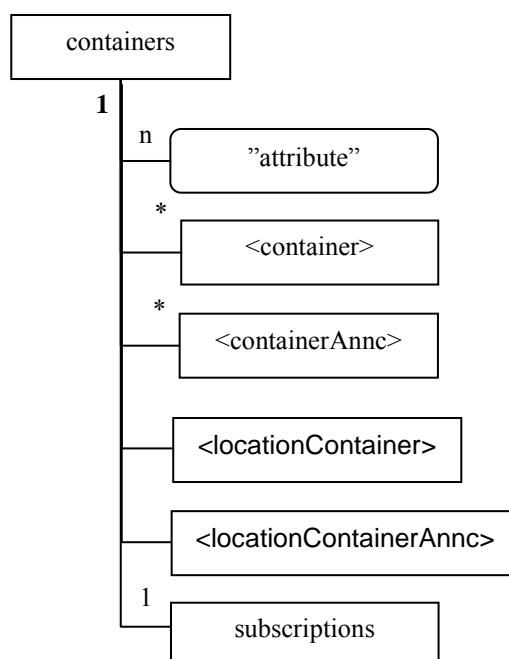 containers
1
n
”attribute”
*
<container>
*
<containerAnnc>
<locationContainer>
<locationContainerAnnc>
1
subscriptions